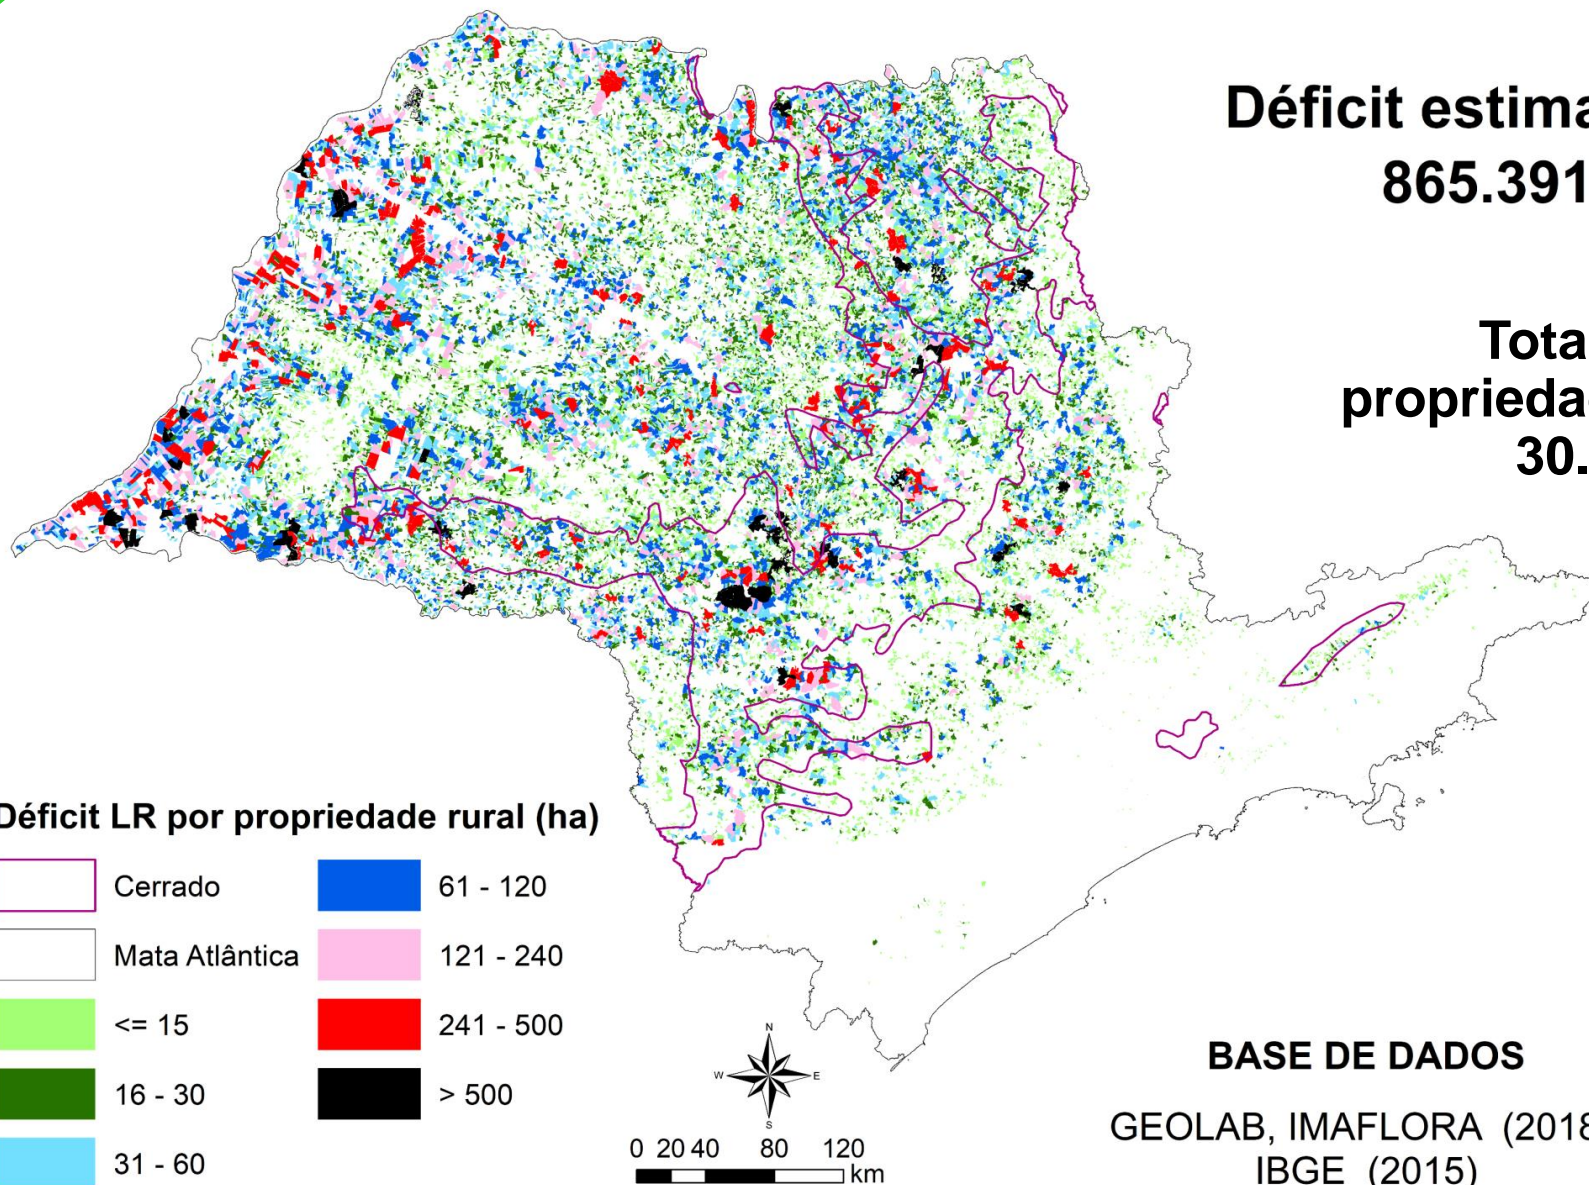 Déficit estima
865.391
Tota
proprieda
30.
Déficit LR por propriedade rural (ha)
Cerrado
Mata Atlântica
<= 15
16 - 30
31 - 60
61 - 120
121 - 240
241 - 500
> 500
N
W
E
S
0 20 40 80 120
km
BASE DE DADOS
GEOLAB, IMAFLORA (2018
IBGE (2015)